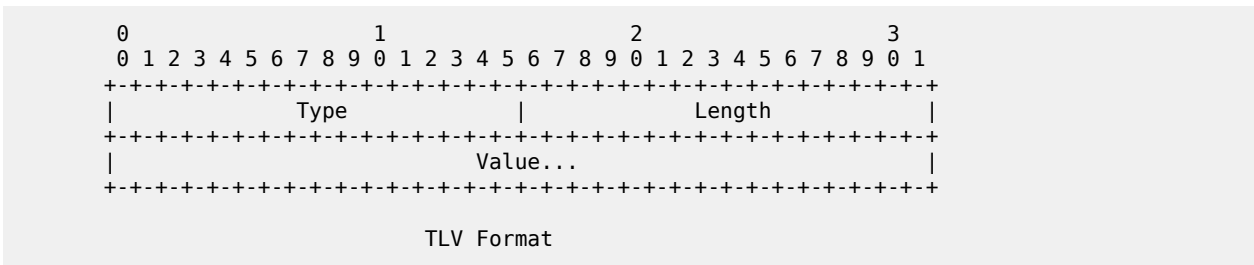 0                   1                   2                   3
0 1 2 3 4 5 6 7 8 9 0 1 2 3 4 5 6 7 8 9 0 1 2 3 4 5 6 7 8 9 0 1
+-+-+-+-+-+-+-+-+-+-+-+-+-+-+-+-+-+-+-+-+-+-+-+-+-+-+-+-+-+-+-+-+
|              Type             |             Length            |
+-+-+-+-+-+-+-+-+-+-+-+-+-+-+-+-+-+-+-+-+-+-+-+-+-+-+-+-+-+-+-+-+
|                            Value...                           |
+-+-+-+-+-+-+-+-+-+-+-+-+-+-+-+-+-+-+-+-+-+-+-+-+-+-+-+-+-+-+-+-+
TLV Format